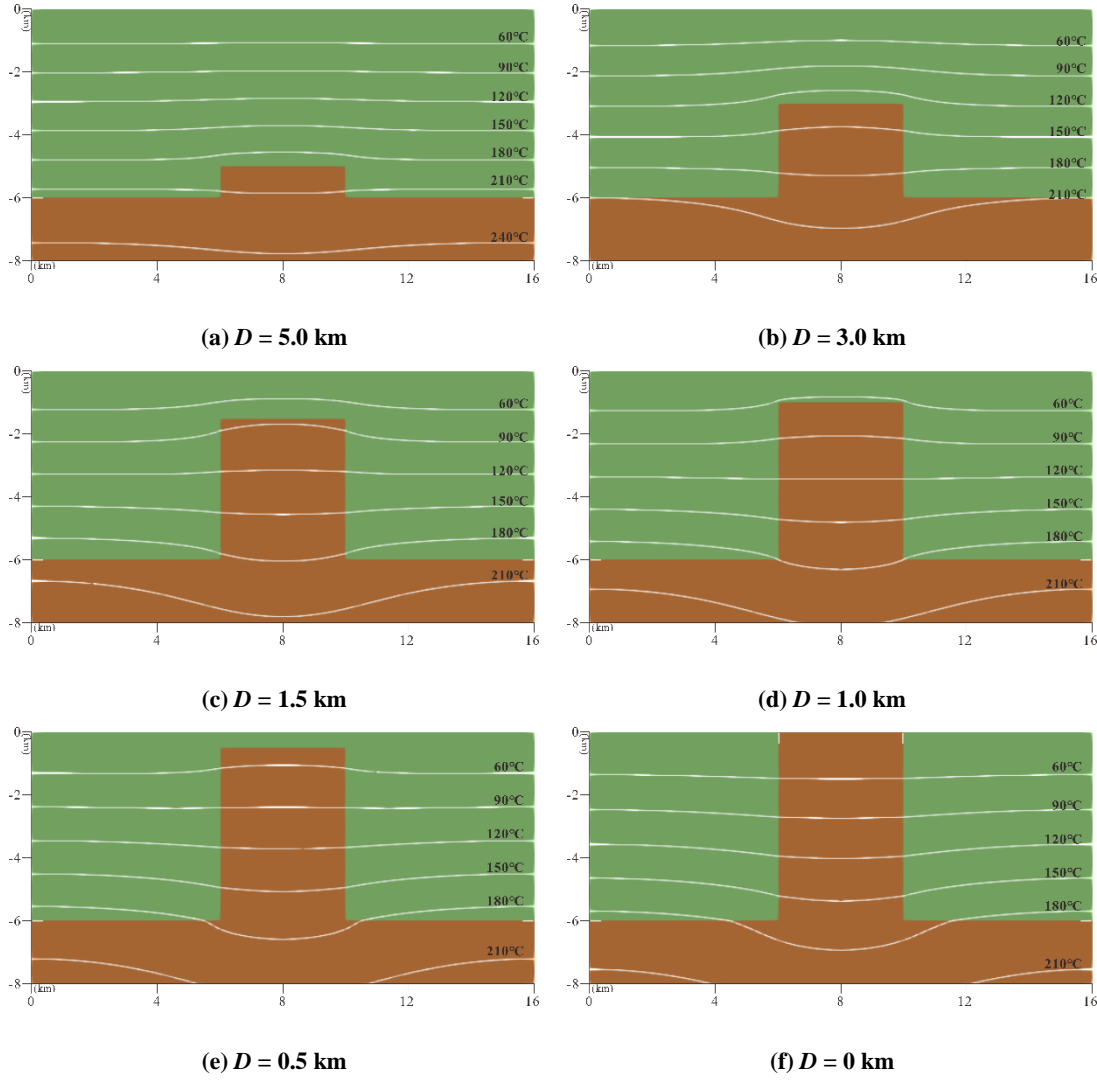 0 0
(km) (km)
60°C 60°C
90°C 90°C
-2 -2
120°C 120°C
150°C 150°C
-4 -4
180°C 180°C
210°C 210°C
-6 -6
240°C
-8 -8
(km) (km)
0 4 8 12 16 0 4 8 12 16
(a) D = 5.0 km (b) D = 3.0 km
0 0
(km) (km)
60°C 60°C
-2 -2
90°C 90°C
120°C 120°C
-4 -4
150°C 150°C
180°C 180°C
-6 -6
210°C 210°C
-8 -8
(km) (km)
0 4 8 12 16 0 4 8 12 16
(c) D = 1.5 km (d) D = 1.0 km
0 0
(km) (km)
60°C 60°C
-2 -2
90°C 90°C
120°C 120°C
-4 -4
150°C 150°C
180°C 180°C
-6 -6
210°C 210°C
-8 -8
(km) (km)
0 4 8 12 16 0 4 8 12 16
(e) D = 0.5 km (f) D = 0 km